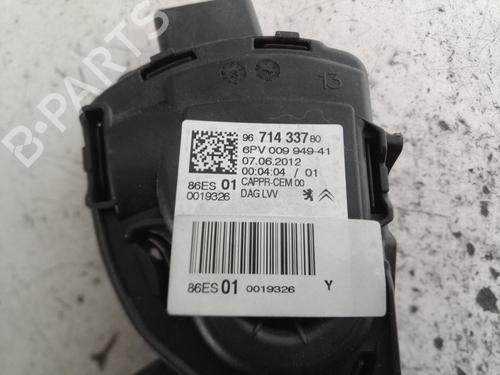 B-Parts
13
96 714 337 80
6PV 009 949-41
07.06.2012
00:04:04 / 01
86ES 01 CAPPR-CEM 00
0019326 DAG LVV
86ES 01 0019326 Y